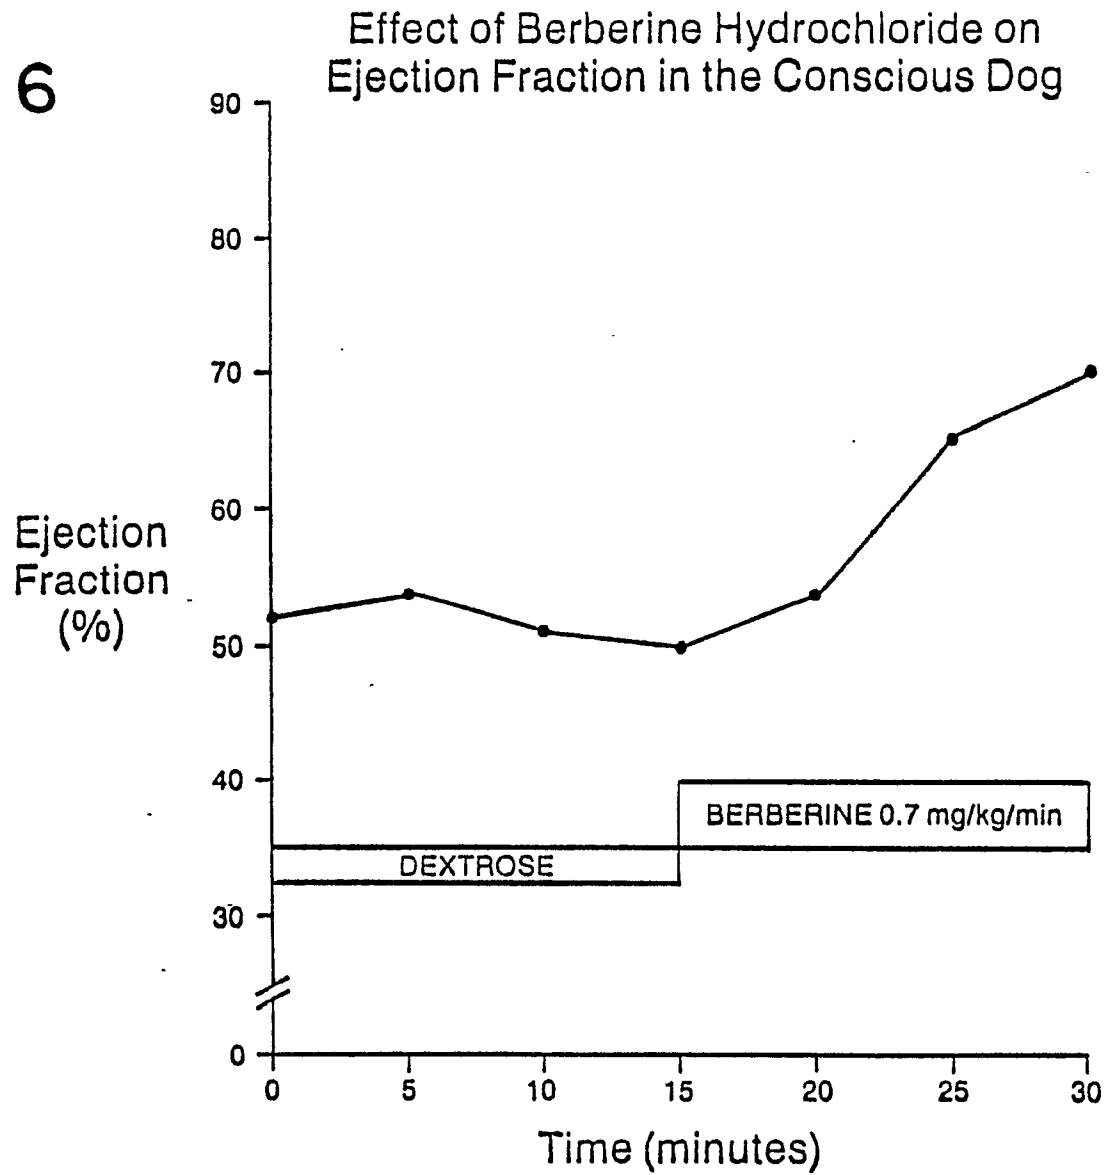 6
Effect of Berberine Hydrochloride on
Ejection Fraction in the Conscious Dog
90
80
70
60
50
40
30
0
Ejection
Fraction
(%)
BERBERINE 0.7 mg/kg/min
DEXTROSE
0 5 10 15 20 25 30
Time (minutes)